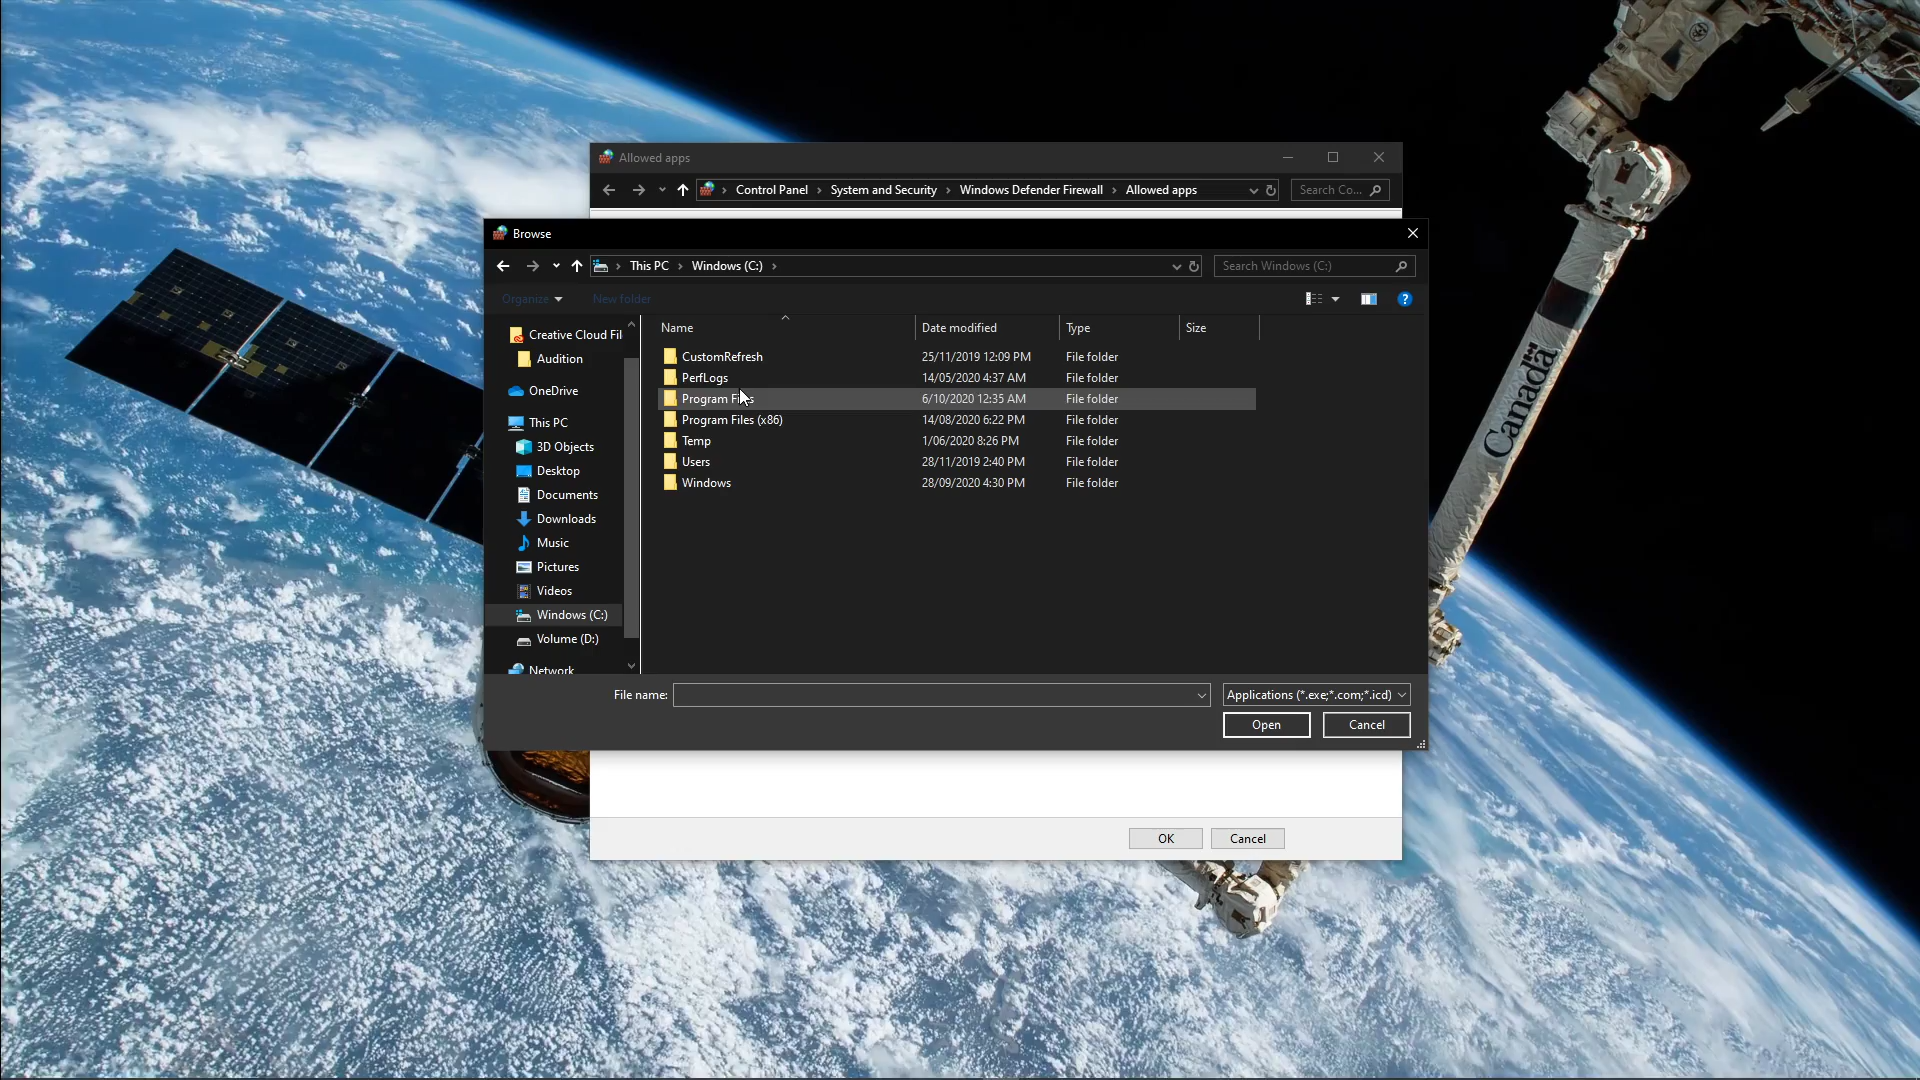 Allowed apps
Control Panel › System and Security › Windows Defender Firewall › Allowed apps
Search Co...
Browse
This PC › Windows (C:) ›
Search Windows (C:)
Organize
New folder
Name
Date modified
Type
Size
Creative Cloud Fil
Audition
OneDrive
This PC
3D Objects
Desktop
Documents
Downloads
Music
Pictures
Videos
Windows (C:)
Volume (D:)
Network
CustomRefresh 25/11/2019 12:09 PM File folder
PerfLogs 14/05/2020 4:37 AM File folder
Program Files 6/10/2020 12:35 AM File folder
Program Files (x86) 14/08/2020 6:22 PM File folder
Temp 1/06/2020 8:26 PM File folder
Users 28/11/2019 2:40 PM File folder
Windows 28/09/2020 4:30 PM File folder
File name:
Applications (*.exe;*.com;*.icd)
Open
Cancel
OK
Cancel
Canada